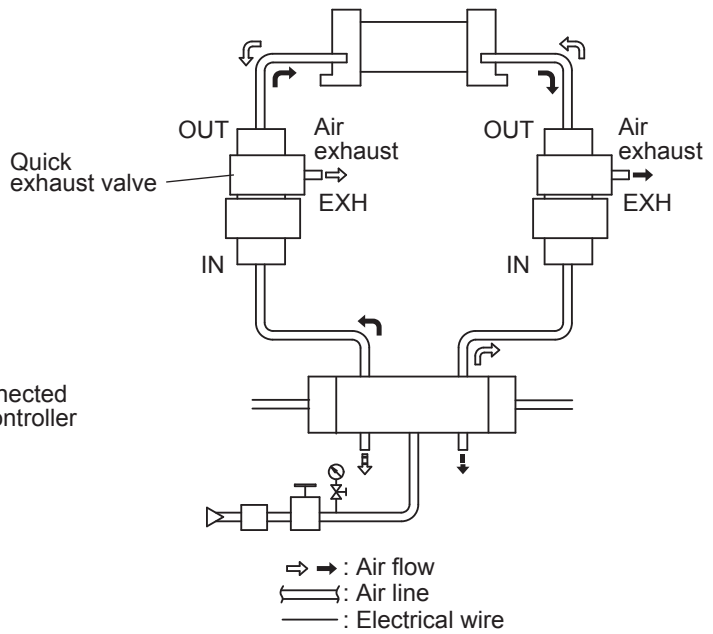 OUT
Air
exhaust
Quick
exhaust valve
EXH
IN
OUT
Air
exhaust
EXH
IN
nected
ontroller
: Air flow
: Air line
: Electrical wire